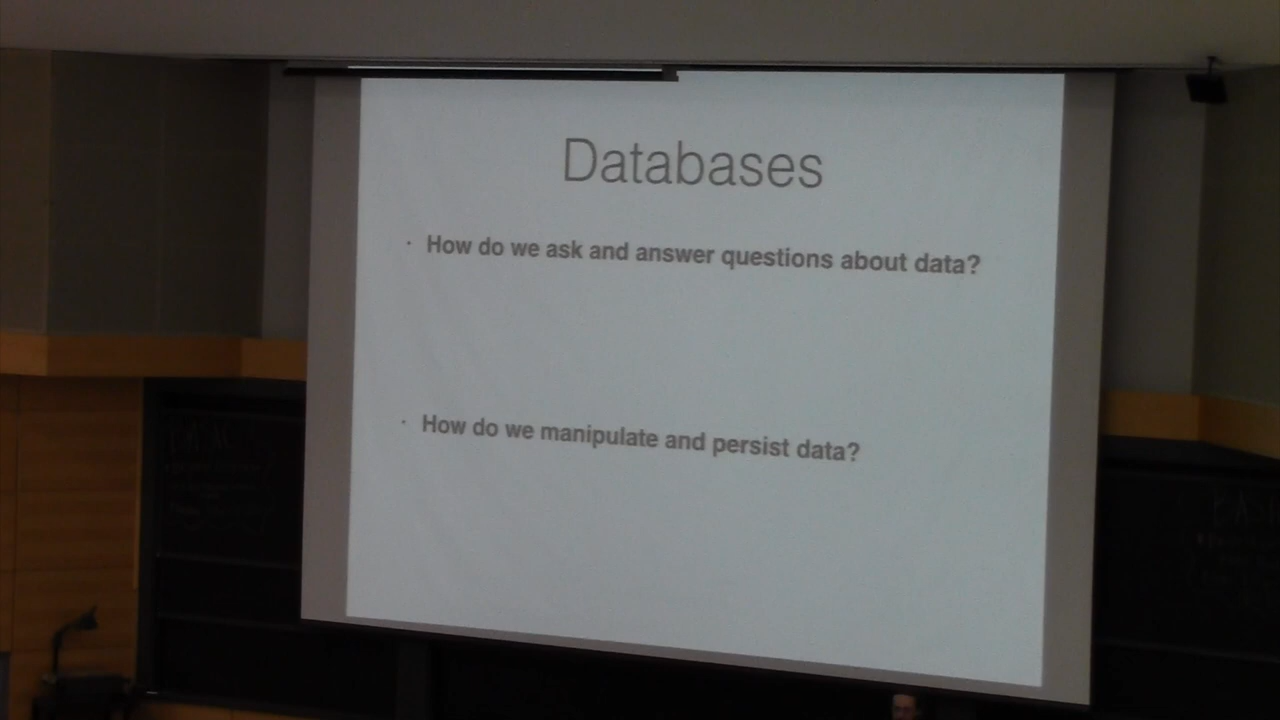 Databases
· How do we ask and answer questions about data?
· How do we manipulate and persist data?